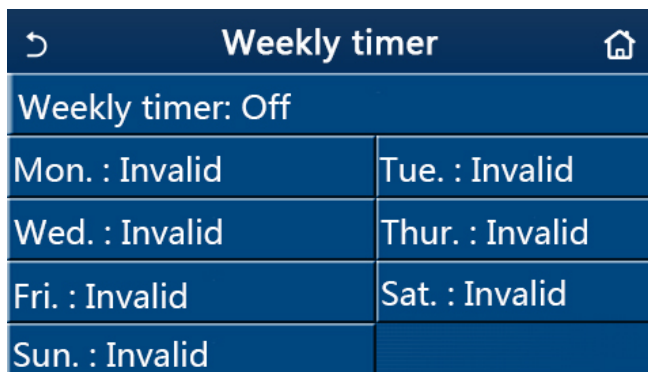 Weekly timer
Weekly timer: Off
Mon. : Invalid
Tue. : Invalid
Wed. : Invalid
Thur. : Invalid
Fri. : Invalid
Sat. : Invalid
Sun. : Invalid